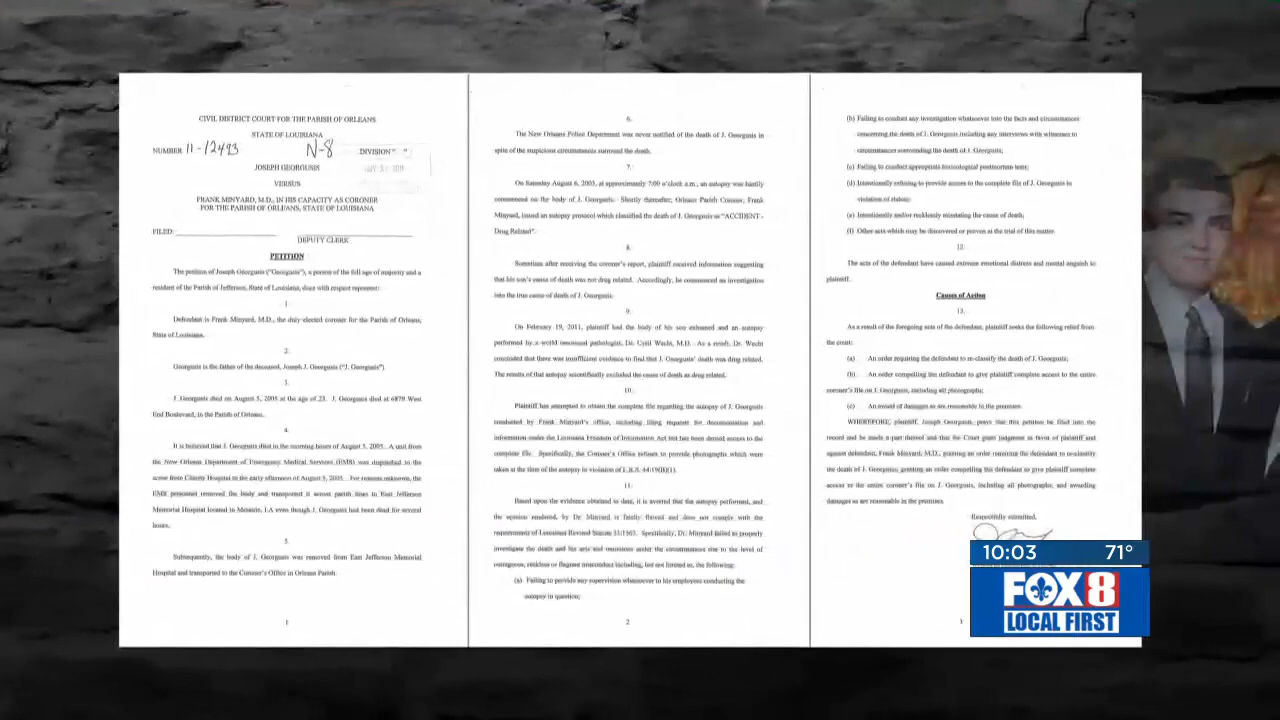 CIVIL DISTRICT COURT FOR THE PARISH OF ORLEANS
STATE OF LOUISIANA
NUMBER 11-12493 N-8 DIVISION " "
JOSEPH GEORGUSIS
VERSUS
FRANK MINYARD, M.D., IN HIS CAPACITY AS CORONER
FOR THE PARISH OF ORLEANS, STATE OF LOUISIANA
FILED:
DEPUTY CLERK
PETITION
The petition of Joseph Georgusis ("Georgusis"), a person of the full age of majority and a
resident of the Parish of Jefferson, State of Louisiana, does with respect represent:
1.
Defendant is Frank Minyard, M.D., the duly elected coroner for the Parish of Orleans,
State of Louisiana.
2.
Georgusis is the father of the deceased, Joseph J. Georgusis ("J. Georgusis").
3.
J. Georgusis died on August 5, 2005 at the age of 23. J. Georgusis died at 6879 West
End Boulevard, in the Parish of Orleans.
4.
It is believed that J. Georgusis died in the morning hours of August 5, 2005. A unit from
the New Orleans Department of Emergency Medical Services (EMS) was dispatched to the
scene from Charity Hospital in the early afternoon of August 5, 2005. For reasons unknown, the
EMS personnel removed the body and transported it across parish lines to East Jefferson
Memorial Hospital located in Metairie, LA even though J. Georgusis had been dead for several
hours.
5.
Subsequently, the body of J. Georgusis was removed from East Jefferson Memorial
Hospital and transported to the Coroner's Office in Orleans Parish.
1
6.
The New Orleans Police Department was never notified of the death of J. Georgusis in
spite of the suspicious circumstances surround the death.
7.
On Saturday August 6, 2005, at approximately 7:00 o'clock a.m., an autopsy was hastily
commenced on the body of J. Georgusis. Shortly thereafter, Orleans Parish Coroner, Frank
Minyard, issued an autopsy protocol which classified the death of J. Georgusis as "ACCIDENT -
Drug Related".
8.
Sometime after receiving the coroner's report, plaintiff received information suggesting
that his son's cause of death was not drug related. Accordingly, he commenced an investigation
into the true cause of death of J. Georgusis.
9.
On February 19, 2011, plaintiff had the body of his son exhumed and an autopsy
performed by a world renowned pathologist, Dr. Cyril Wecht, M.D. As a result, Dr. Wecht
concluded that there was insufficient evidence to find that J. Georgusis' death was drug related.
The results of that autopsy scientifically excluded the cause of death as drug related.
10.
Plaintiff has attempted to obtain the complete file regarding the autopsy of J. Georgusis
conducted by Frank Minyard's office, including filing requests for documentation and
information under the Louisiana Freedom of Information Act but has been denied access to the
complete file. Specifically, the Coroner's Office refuses to provide photographs which were
taken at the time of the autopsy in violation of L.R.S. 44:19
11.
Based upon the evidence obtained to date, it is averred that the autopsy performed, and
the opinion rendered, by Dr. Minyard is fatally flawed and does not comply with the
requirements of Louisiana Revised Statute Specifically, Dr. Minyard failed to properly
investigate the death and his acts and omissions under the circumstances rise to the level of
outrageous, reckless or flagrant misconduct including, but not limited to, the following:
(a) Failing to provide any supervision whatsoever to his employees conducting the
autopsy in question;
2
(b) Failing to conduct any investigation whatsoever into the facts and circumstances
concerning the death of J. Georgusis including any interviews with witnesses to
circumstances surrounding the death of J. Georgusis;
(c) Failing to conduct appropriate toxicological postmortem tests;
(d) Intentionally refusing to provide access to the complete file of J. Georgusis in
violation of statute;
(e) Intentionally and/or recklessly misstating the cause of death;
(f) Other acts which may be discovered or proven at the trial of this matter.
12.
The acts of the defendant have caused extreme emotional distress and mental anguish to
plaintiff.
Causes of Action
13.
As a result of the foregoing acts of the defendant, plaintiff seeks the following relief from
the court:
(a) An order requiring the defendant to re-classify the death of J. Georgusis;
(b) An order compelling the defendant to give plaintiff complete access to the entire
coroner's file on J. Georgusis, including all photographs;
(c) An award of damages as are reasonable in the premises.
WHEREFORE, plaintiff, Joseph Georgusis, prays that this petition be filed into the
record and be made a part thereof and that the Court grant judgment in favor of plaintiff and
against defendant, Frank Minyard, M.D., granting an order requiring the defendant to re-classify
the death of J. Georgusis, granting an order compelling the defendant to give plaintiff complete
access to the entire coroner's file on J. Georgusis, including all photographs, and awarding
damages as are reasonable in the premises.
Respectfully submitted,
10:03 71°
FOX 8
LOCAL FIRST